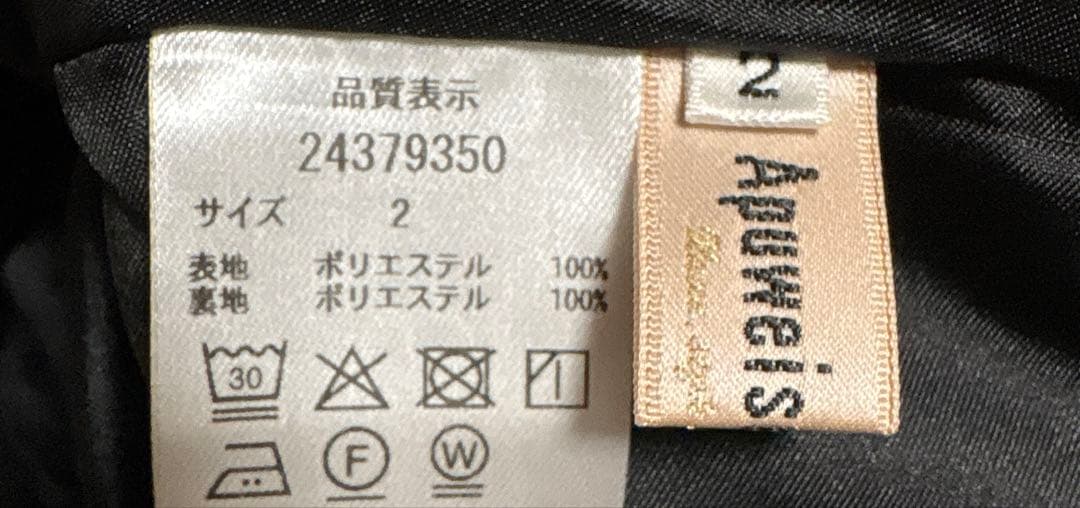 品質表示
24379350
サイズ 2
表地 ポリエステル 100%
裏地 ポリエステル 100%
30
F
W
2
Apuweis